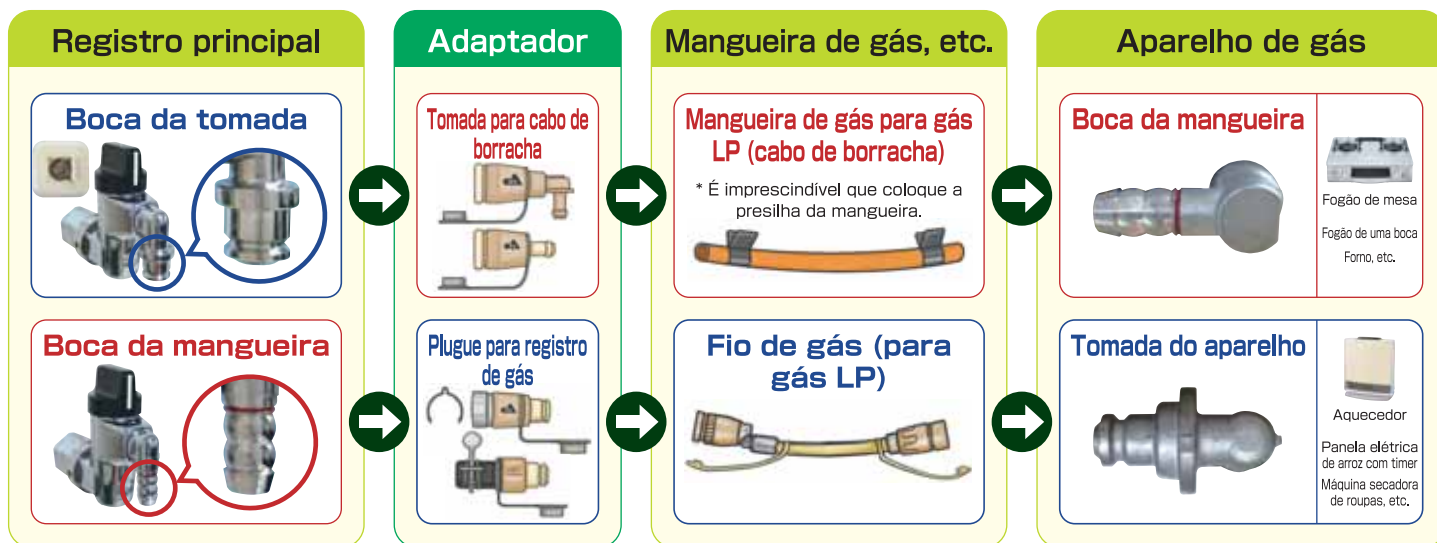 Registro principal
Adaptador
Mangueira de gás, etc.
Aparelho de gás
Boca da tomada
Tomada para cabo de
borracha
Mangueira de gás para gás
LP (cabo de borracha)
* É imprescindível que coloque a
presilha da mangueira.
Boca da mangueira
Fogão de mesa
Fogão de uma boca
Forno, etc.
Boca da mangueira
Plugue para registro
de gás
Fio de gás (para
gás LP)
Tomada do aparelho
Aquecedor
Panela elétrica
de arroz com timer
Máquina secadora
de roupas, etc.